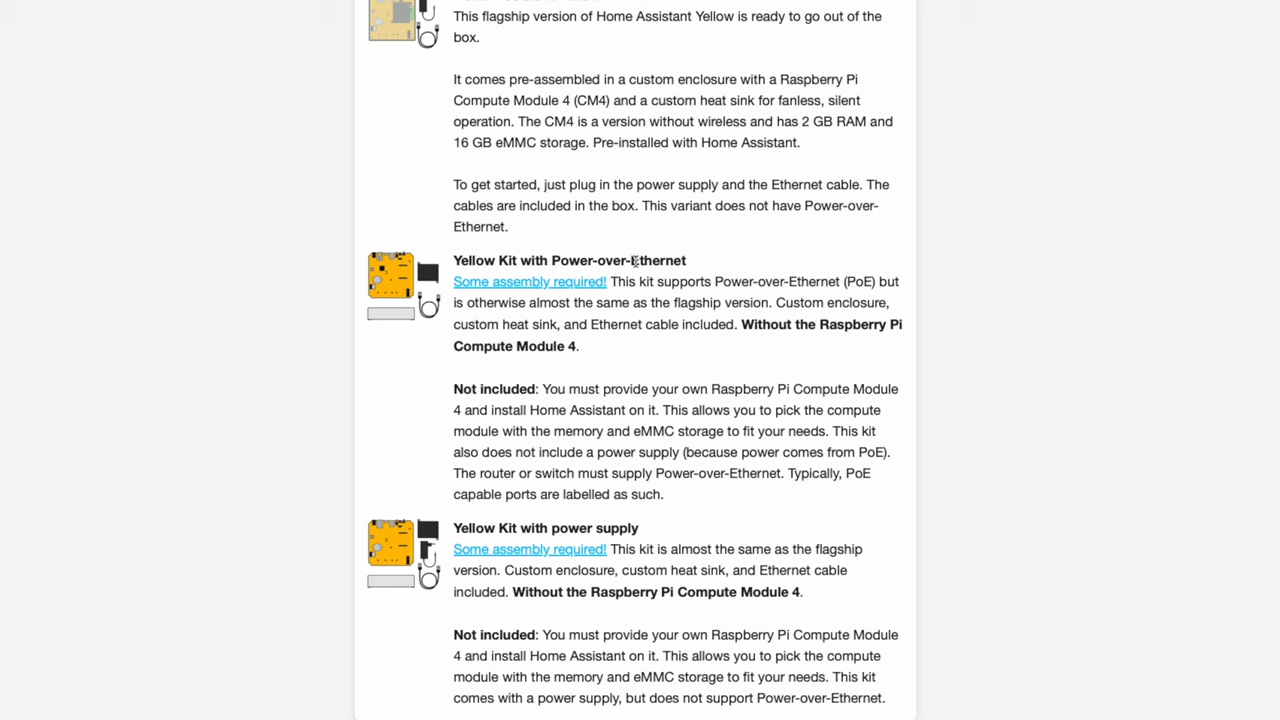 This flagship version of Home Assistant Yellow is ready to go out of the
box.
It comes pre-assembled in a custom enclosure with a Raspberry Pi
Compute Module 4 (CM4) and a custom heat sink for fanless, silent
operation. The CM4 is a version without wireless and has 2 GB RAM and
16 GB eMMC storage. Pre-installed with Home Assistant.
To get started, just plug in the power supply and the Ethernet cable. The
cables are included in the box. This variant does not have Power-over-
Ethernet.
Yellow Kit with Power-over-Ethernet
Some assembly required! This kit supports Power-over-Ethernet (PoE) but
is otherwise almost the same as the flagship version. Custom enclosure,
custom heat sink, and Ethernet cable included. Without the Raspberry Pi
Compute Module 4.
Not included: You must provide your own Raspberry Pi Compute Module
4 and install Home Assistant on it. This allows you to pick the compute
module with the memory and eMMC storage to fit your needs. This kit
also does not include a power supply (because power comes from PoE).
The router or switch must supply Power-over-Ethernet. Typically, PoE
capable ports are labelled as such.
Yellow Kit with power supply
Some assembly required! This kit is almost the same as the flagship
version. Custom enclosure, custom heat sink, and Ethernet cable
included. Without the Raspberry Pi Compute Module 4.
Not included: You must provide your own Raspberry Pi Compute Module
4 and install Home Assistant on it. This allows you to pick the compute
module with the memory and eMMC storage to fit your needs. This kit
comes with a power supply, but does not support Power-over-Ethernet.